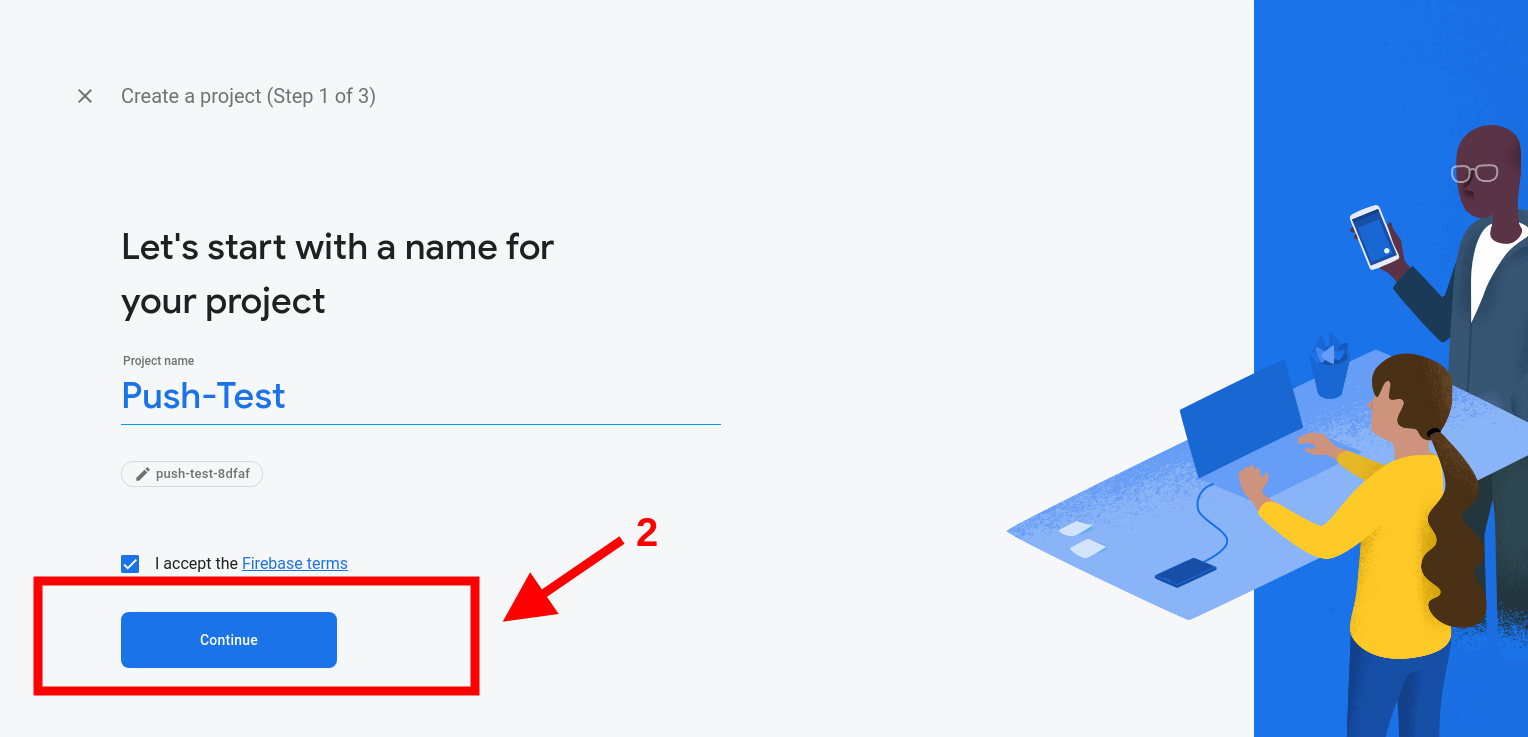 Create a project (Step 1 of 3)
Let's start with a name for
your project
Project name
Push-Test
push-test-8dfaf
I accept the Firebase terms
2
Continue